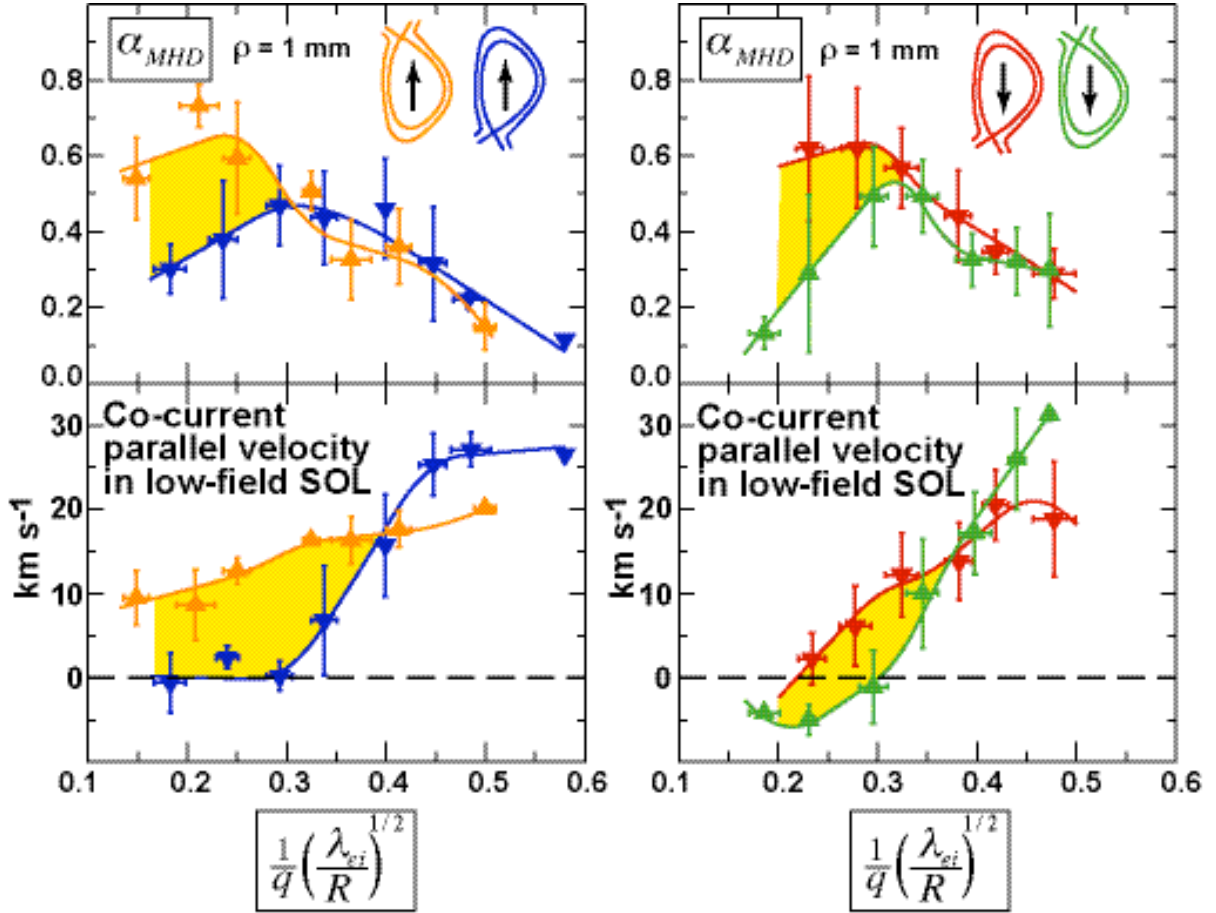 α_MHD ρ = 1 mm
0.8
0.6
0.4
0.2
0.0
Co-current
parallel velocity
in low-field SOL
30
20
10
0
km s-1
0.1 0.2 0.3 0.4 0.5 0.6
1/q (λei/R)^1/2
α_MHD ρ = 1 mm
0.8
0.6
0.4
0.2
0.0
Co-current
parallel velocity
in low-field SOL
30
20
10
0
km s-1
0.1 0.2 0.3 0.4 0.5 0.6
1/q (λei/R)^1/2